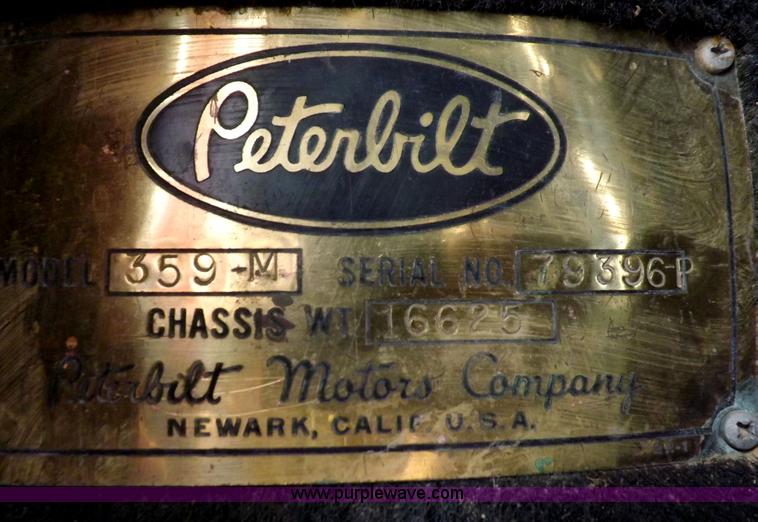 Peterbilt
MODEL 359-M SERIAL NO. 79396-P
CHASSIS WT. 16625
Peterbilt Motors Company
NEWARK, CALIF. U.S.A.
www.purplewave.com